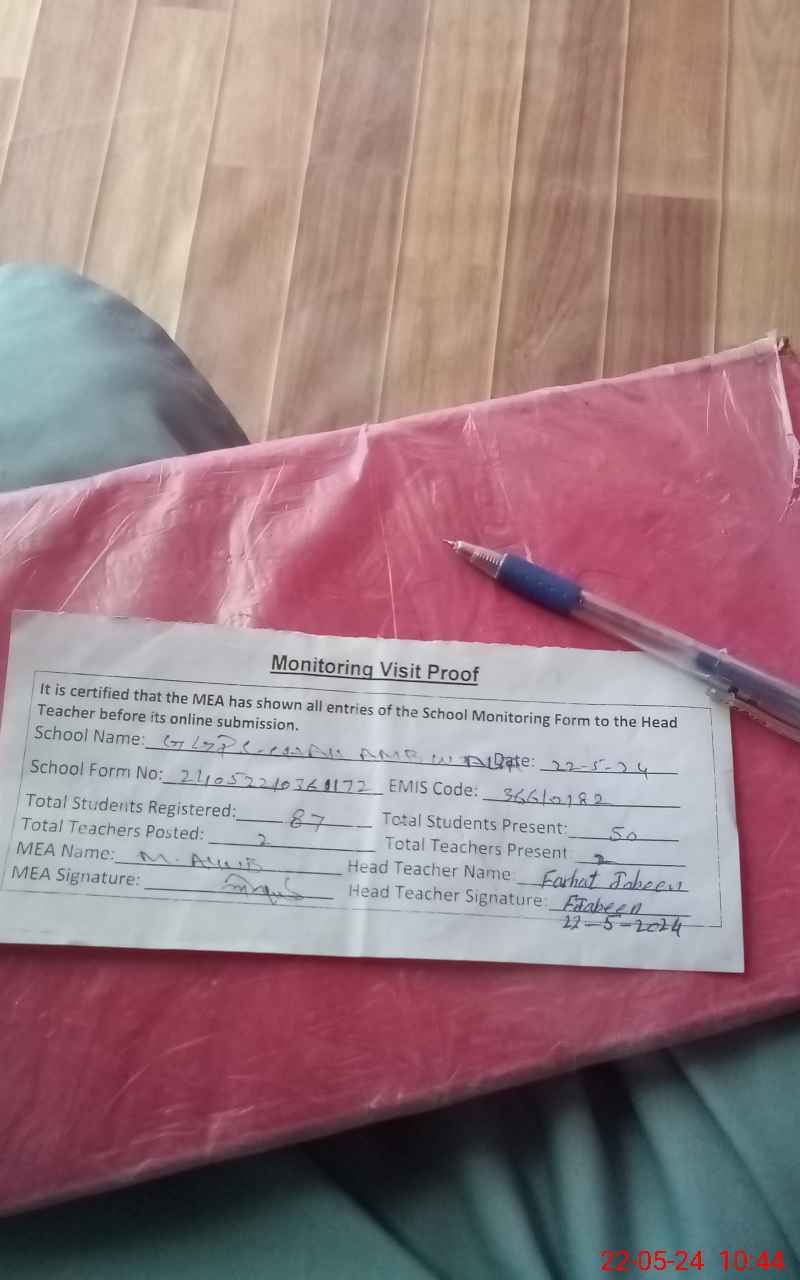 Monitoring Visit Proof
It is certified that the MEA has shown all entries of the School Monitoring Form to the Head
Teacher before its online submission.
School Name: Date: 22-5-24
School Form No: EMIS Code: 36610182
Total Students Registered: 87 Total Students Present: 50
Total Teachers Posted: 2 Total Teachers Present: 2
MEA Name: M. Head Teacher Name: Farhat Jabeen
MEA Signature: Head Teacher Signature: FJabeen
22-5-2024
22-05-24 10:44